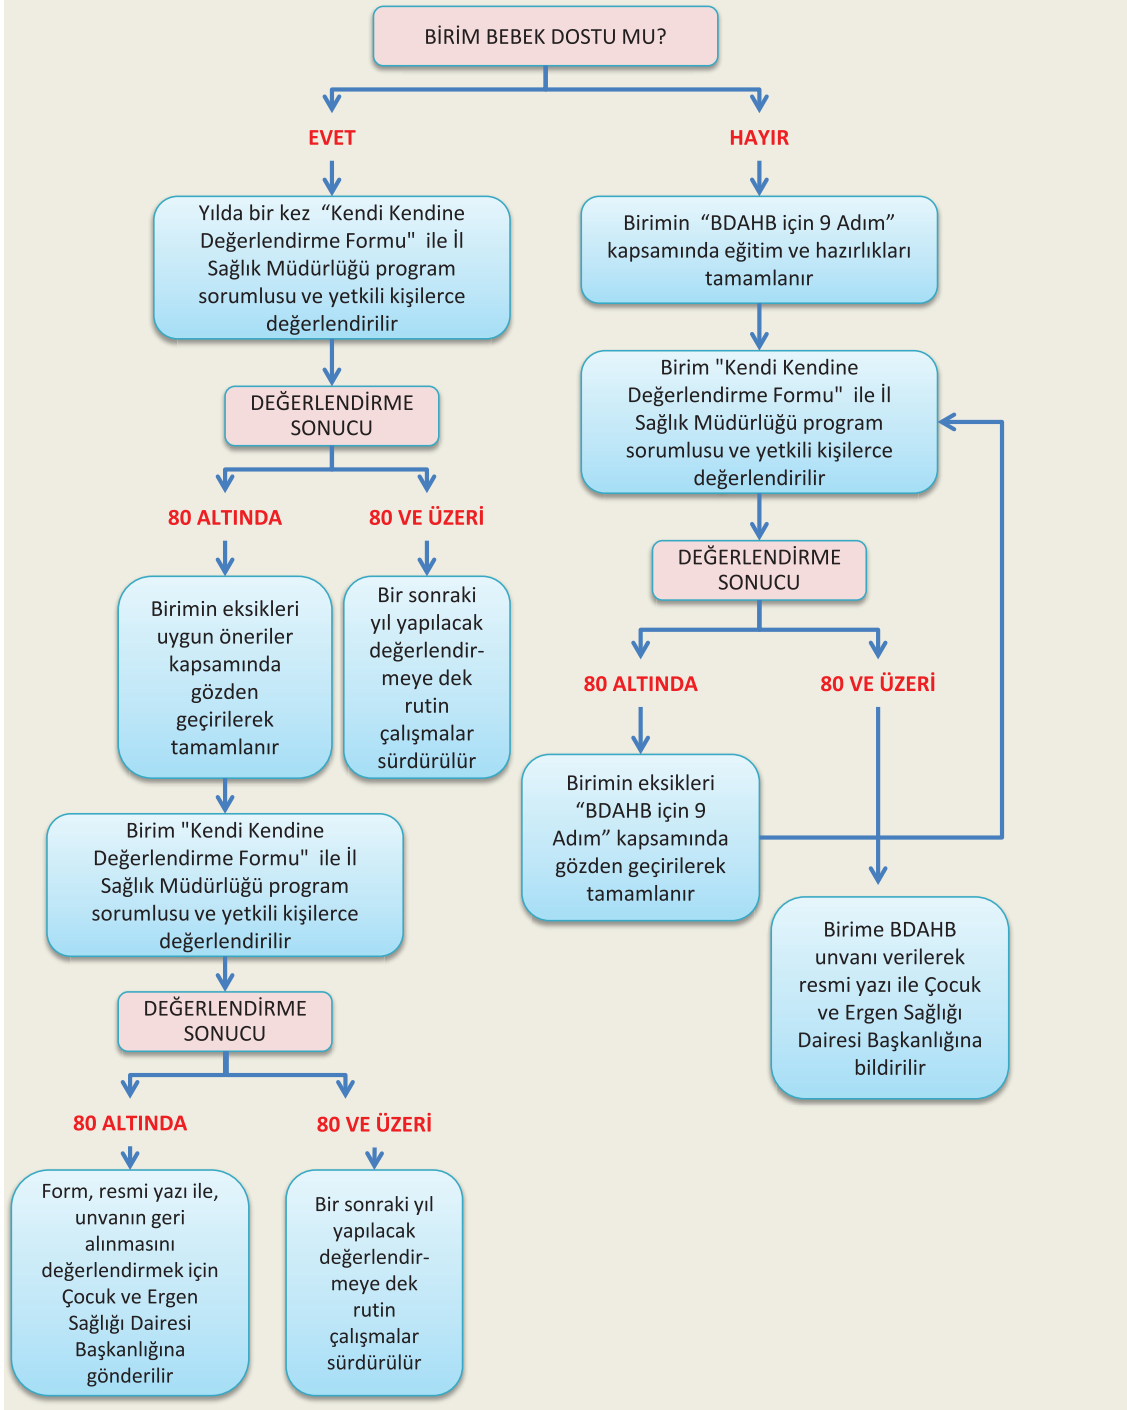 BİRİM BEBEK DOSTU MU?
EVET
Yılda bir kez “Kendi Kendine
Değerlendirme Formu" ile İl
Sağlık Müdürlüğü program
sorumlusu ve yetkili kişilerce
değerlendirilir
DEĞERLENDİRME
SONUCU
80 ALTINDA
Birimin eksikleri
uygun öneriler
kapsamında
gözden
geçirilerek
tamamlanır
80 VE ÜZERİ
Bir sonraki
yıl yapılacak
değerlendir-
meye dek
rutin
çalışmalar
sürdürülür
Birim "Kendi Kendine
Değerlendirme Formu" ile İl
Sağlık Müdürlüğü program
sorumlusu ve yetkili kişilerce
değerlendirilir
DEĞERLENDİRME
SONUCU
80 ALTINDA
Form, resmi yazı ile,
unvanın geri
alınmasını
değerlendirmek için
Çocuk ve Ergen
Sağlığı Dairesi
Başkanlığına
gönderilir
80 VE ÜZERİ
Bir sonraki yıl
yapılacak
değerlendir-
meye dek
rutin
çalışmalar
sürdürülür
HAYIR
Birimin “BDAHB için 9 Adım”
kapsamında eğitim ve hazırlıkları
tamamlanır
Birim "Kendi Kendine
Değerlendirme Formu" ile İl
Sağlık Müdürlüğü program
sorumlusu ve yetkili kişilerce
değerlendirilir
DEĞERLENDİRME
SONUCU
80 ALTINDA
Birimin eksikleri
“BDAHB için 9
Adım” kapsamında
gözden geçirilerek
tamamlanır
80 VE ÜZERİ
Birime BDAHB
unvanı verilerek
resmi yazı ile Çocuk
ve Ergen Sağlığı
Dairesi Başkanlığına
bildirilir